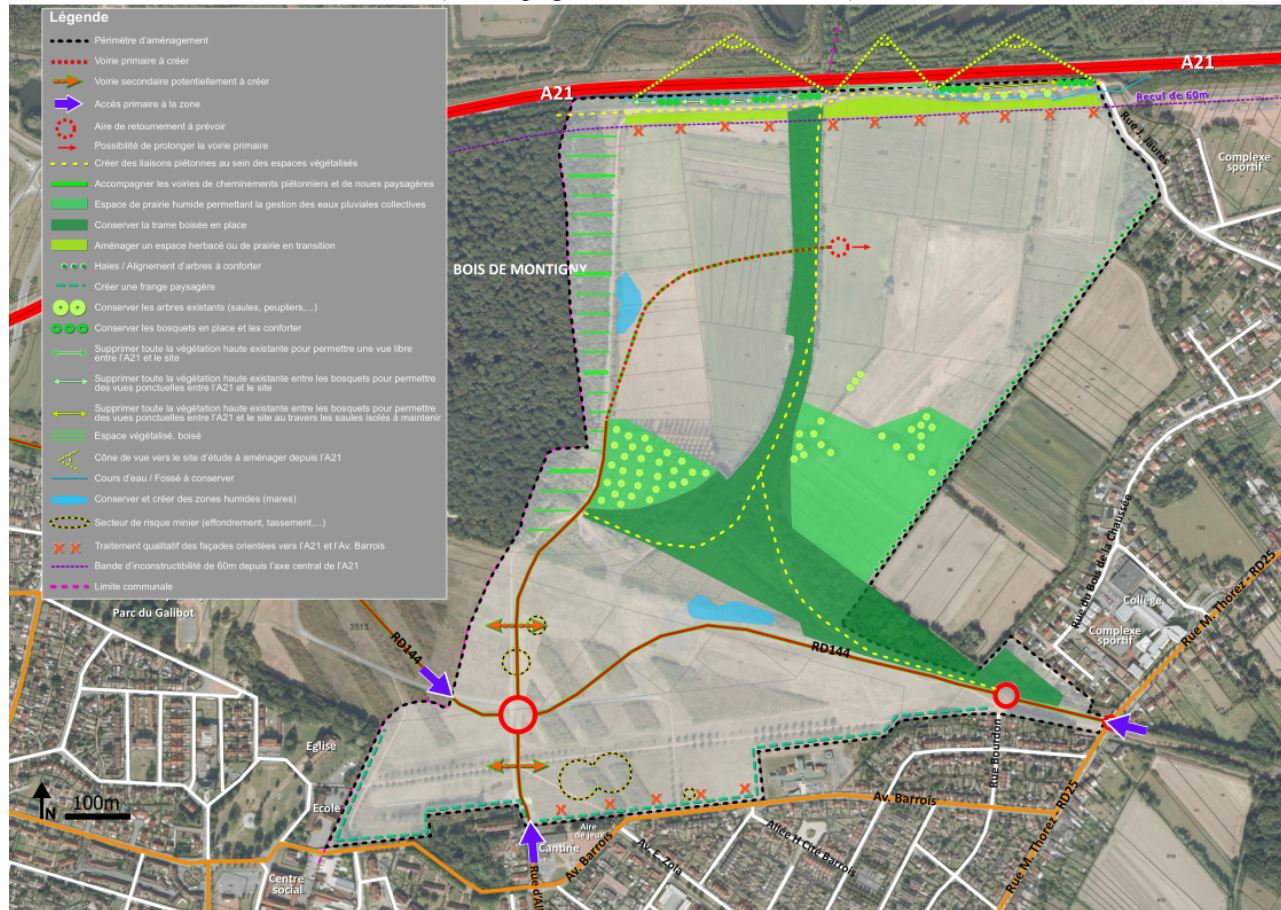 Légende
Périmètre d'aménagement
Voirie primaire à créer
Voirie secondaire potentiellement à créer
Accès primaire à la zone
Aire de retournement à prévoir
Possibilité de prolonger la voirie primaire
Créer des liaisons piétonnes au sein des espaces végétalisés
Accompagner les voiries de cheminements piétonniers et de noues paysagères
Espace de prairie humide permettant la gestion des eaux pluviales collectives
Conserver la trame boisée en place
Aménager un espace herbacé ou de prairie en transition
Haies / Alignement d'arbres à conforter
Créer une frange paysagère
Conserver les arbres existants (saules, peupliers,...)
Conserver les bosquets en place et les conforter
Supprimer toute la végétation haute existante pour permettre une vue libre
entre l'A21 et le site
Supprimer toute la végétation haute existante entre les bosquets pour permettre
des vues ponctuelles entre l'A21 et le site
Supprimer toute la végétation haute existante entre les bosquets pour permettre
des vues ponctuelles entre l'A21 et le site au travers les saules isolés à maintenir
Espace végétalisé, boisé
Cône de vue vers le site d'étude à aménager depuis l'A21
Cours d'eau / Fossé à conserver
Conserver et créer des zones humides (mares)
Secteur de risque minier (effondrement, tassement,...)
Traitement qualitatif des façades orientées vers l'A21 et l'Av. Barrois
Bande d'inconstructibilité de 60m depuis l'axe central de l'A21
Limite communale
A21
A21
Recul de 60m
Rue J. Jaurès
Complexe
sportif
BOIS DE MONTIGNY
Rue du Bois de la Chaussée
Collège
Complexe
sportif
Rue M. Thorez - RD25
Parc du Galibot
3513
RD144
RD144
Eglise
Ecole
N
100m
Rue Bourdon
Av. Barrois
Aire
de jeux
Cantine
Av. Barrois
Av. E. Zola
Allée H Cité Barrois
Rue M. Thorez - RD25
Centre
social
Rue d'Al